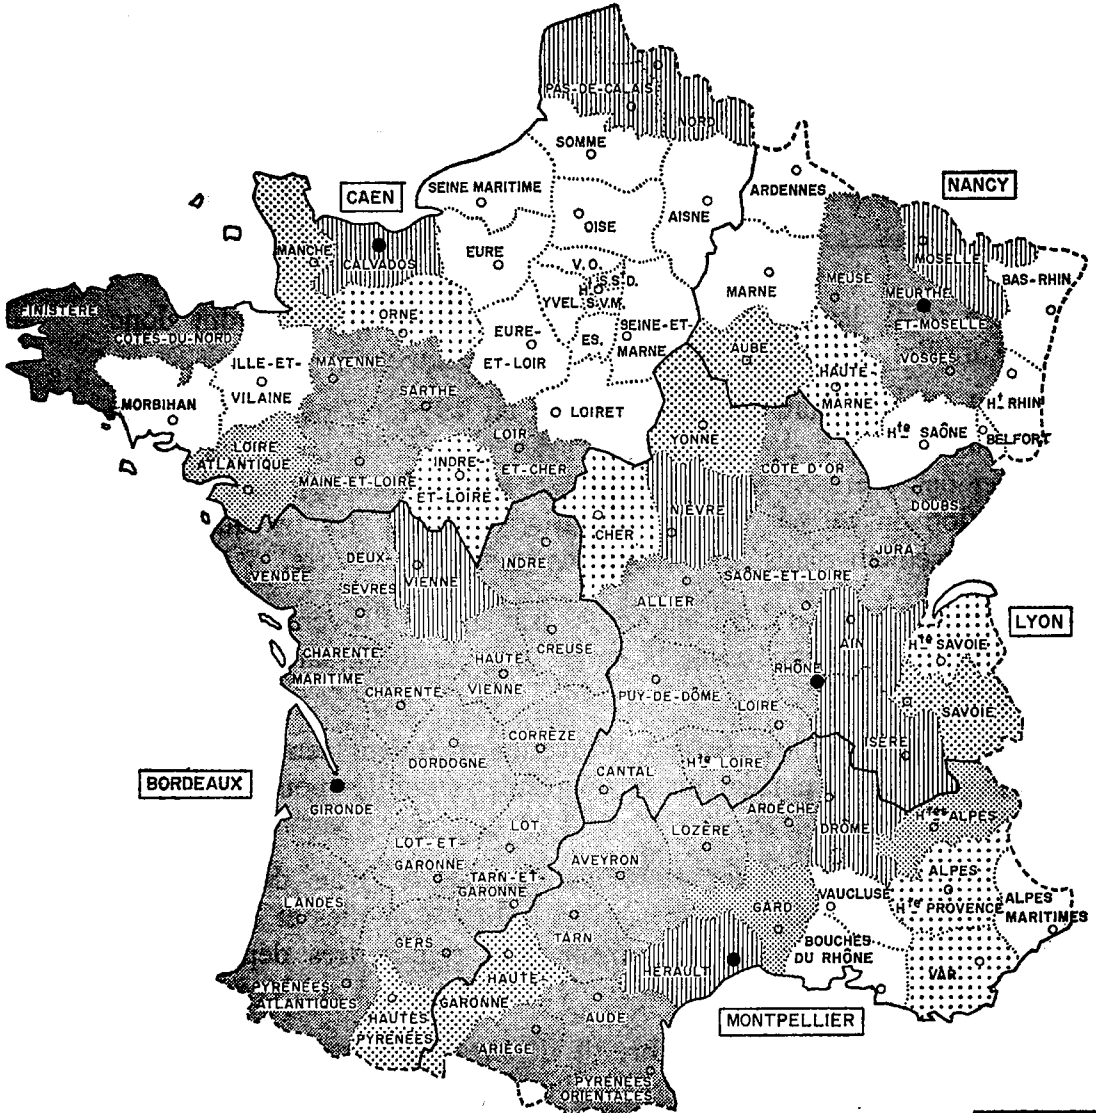 PAS-DE-CALAIS
NORD
SOMME
ARDENNES
SEINE MARITIME
AISNE
OISE
CAEN
NANCY
MANCHE
CALVADOS
EURE
V.O.
H.
S.S!D.
YVEL.
S.V.M.
MARNE
MEUSE
MOSELLE
MEURTHE
ET-MOSELLE
BAS-RHIN
FINISTÈRE
CÔTES-DU-NORD
ORNE
EURE-
ET-LOIR
ES.
SEINE-ET
MARNE
AUBE
HAUTE-
MARNE
VOSGES
Ht RHIN
ILLE-ET-
VILAINE
MAYENNE
SARTHE
MORBIHAN
LOIRET
YONNE
Hte SAÔNE
BELFORT
LOIRE
ATLANTIQUE
MAINE-ET-LOIRE
LOIR-
ET-CHER
INDRE-
ET-LOIRE
CÔTE D'OR
DOUBS
CHER
NIÈVRE
VENDÉE
DEUX-
SÈVRES
VIENNE
INDRE
SAÔNE-ET-LOIRE
JURA
ALLIER
LYON
CHARENTE-
MARITIME
CHARENTE
HAUTE-
VIENNE
CREUSE
PUY-DE-DÔME
LOIRE
RHÔNE
AIN
Hte SAVOIE
SAVOIE
ISÈRE
BORDEAUX
GIRONDE
DORDOGNE
CORRÈZE
CANTAL
Hte LOIRE
ARDÈCHE
DRÔME
Htes ALPES
LOT-ET-
GARONNE
LOT
TARN-ET-
GARONNE
AVEYRON
LOZÈRE
GARD
VAUCLUSE
ALPES
Hte PROVENCE
ALPES
MARITIMES
LANDES
GERS
TARN
HÉRAULT
BOUCHES
DU RHÔNE
VAR
PYRÉNÉES
ATLANTIQUES
HAUTES
PYRÉNÉES
HAUTE
GARONNE
ARIÈGE
AUDE
PYRÉNÉES
ORIENTALES
MONTPELLIER